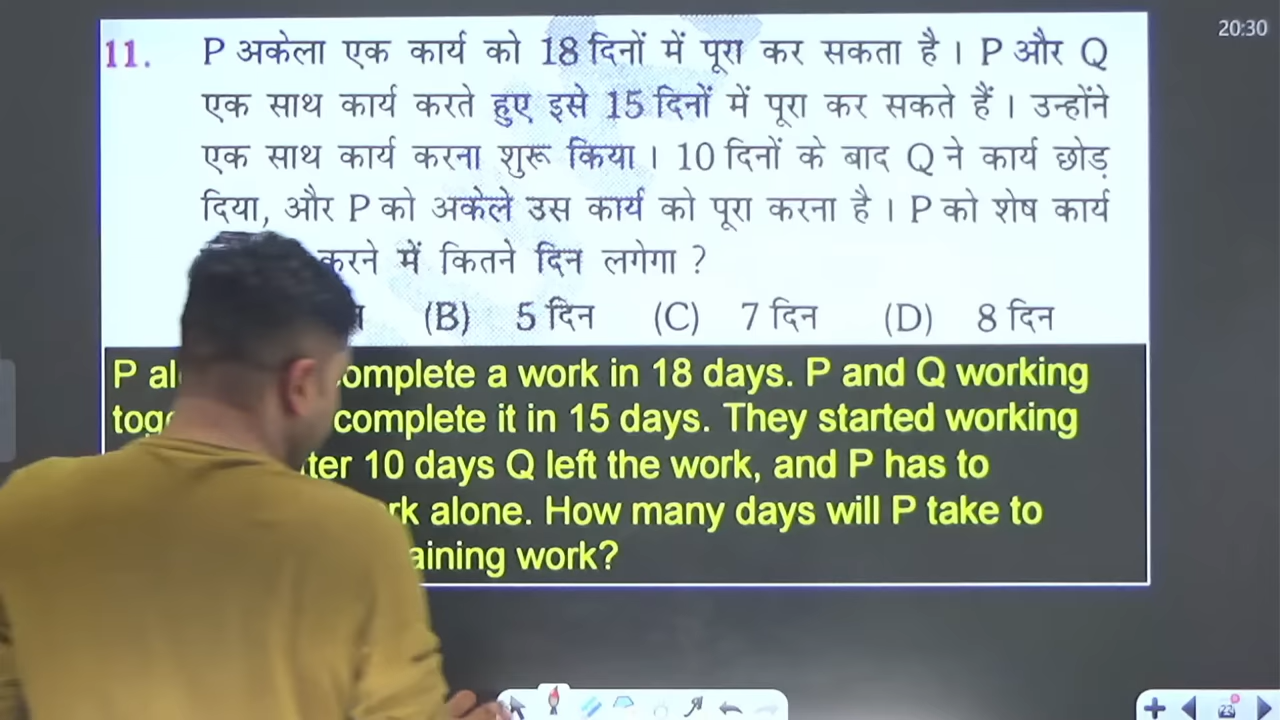 20:30
11. P अकेला एक कार्य को 18 दिनों में पूरा कर सकता है । P और Q
एक साथ कार्य करते हुए इसे 15 दिनों में पूरा कर सकते हैं । उन्होंने
एक साथ कार्य करना शुरू किया । 10 दिनों के बाद Q ने कार्य छोड़
दिया, और P को अकेले उस कार्य को पूरा करना है । P को शेष कार्य
करने में कितने दिन लगेगा ?
(B) 5 दिन (C) 7 दिन (D) 8 दिन
P omplete a work in 18 days. P and Q working
complete it in 15 days. They started working
ter 10 days Q left the work, and P has to
rk alone. How many days will P take to
aining work?
23